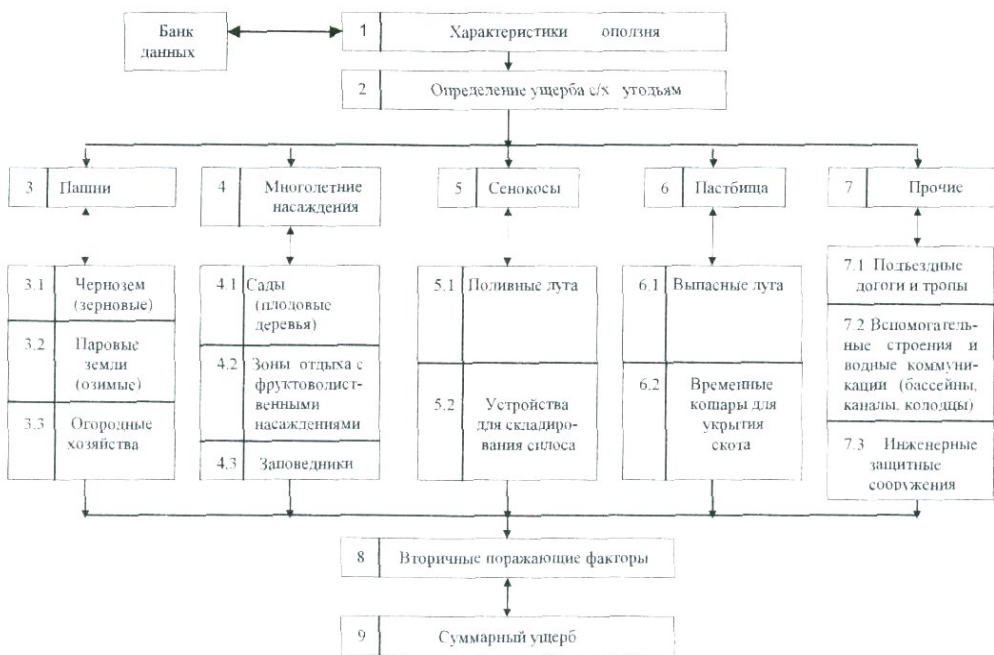 Банк
данных
1 Характеристики оползня
2 Определение ущерба с/х угодьям
3 Пашни
4 Многолетние
насаждения
5 Сенокосы
6 Пастбища
7 Прочие
3.1 Чернозем
(зерновые)
3.2 Паровые
земли
(озимые)
3.3 Огородные
хозяйства
4.1 Сады
(плодовые
деревья)
4.2 Зоны отдыха с
фруктоволист-
венными
насаждениями
4.3 Заповедники
5.1 Поливные луга
5.2 Устройства
для складиро-
вания силоса
6.1 Выпасные луга
6.2 Временные
кошары для
укрытия
скота
7.1 Подъездные
догоги и тропы
7.2 Вспомогатель-
ные строения и
водные коммуни-
кации (бассейны,
каналы, колодцы)
7.3 Инженерные
защитные
сооружения
8 Вторичные поражающие факторы
9 Суммарный ущерб